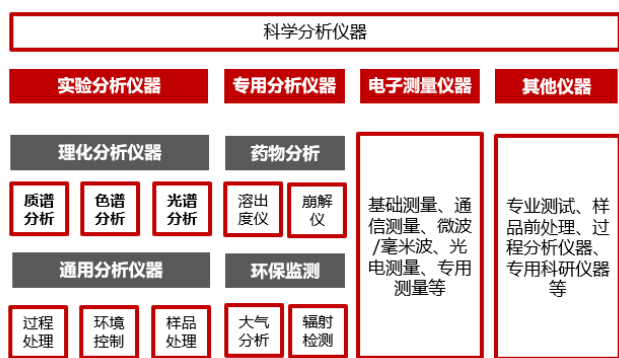 科学分析仪器
实验分析仪器
专用分析仪器
电子测量仪器
其他仪器
理化分析仪器
药物分析
质谱
分析
色谱
分析
光谱
分析
溶出
度仪
崩解
仪
通用分析仪器
环保监测
过程
处理
环境
控制
样品
处理
大气
分析
辐射
检测
基础测量、通
信测量、微波
/毫米波、光
电测量、专用
测量等
专业测试、样
品前处理、过
程分析仪器、
专用科研仪器
等